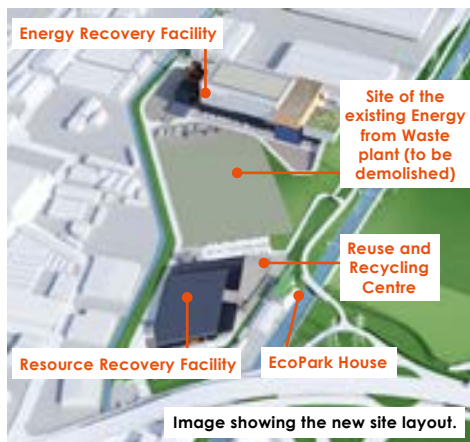 Energy Recovery Facility
Site of the
existing Energy
from Waste
plant (to be
demolished)
Reuse and
Recycling
Centre
Resource Recovery Facility
EcoPark House
Image showing the new site layout.